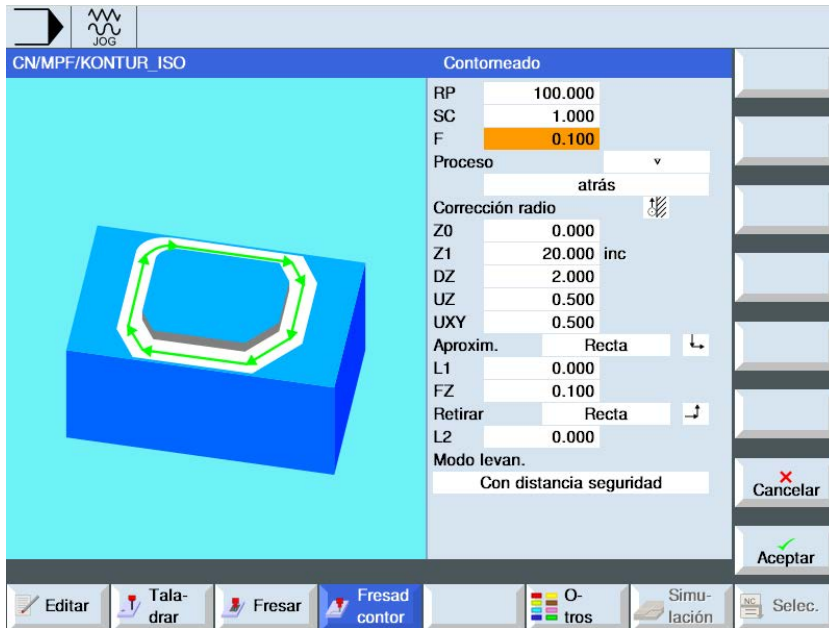 JOG
CN/MPF/KONTUR_ISO
Contorneado
RP 100.000
SC 1.000
F 0.100
Proceso v
atrás
Corrección radio
Z0 0.000
Z1 20.000 inc
DZ 2.000
UZ 0.500
UXY 0.500
Aproxim. Recta
L1 0.000
FZ 0.100
Retirar Recta
L2 0.000
Modo levan.
Con distancia seguridad
Cancelar
Aceptar
Editar
Tala-
drar
Fresar
Fresad
contor
O-
tros
Simu-
lación
NC
Selec.